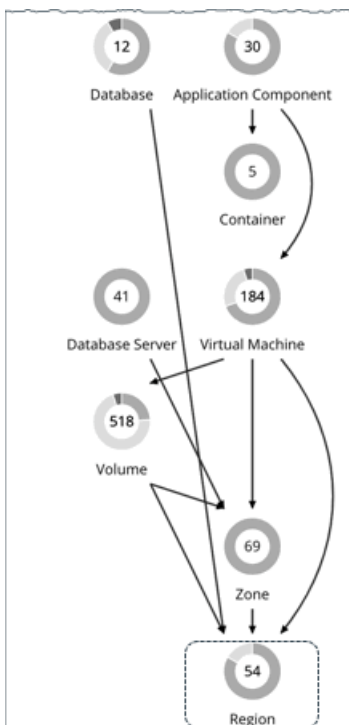 12 30
Database Application Component
5
Container
41 184
Database Server Virtual Machine
518
Volume
69
Zone
54
Region